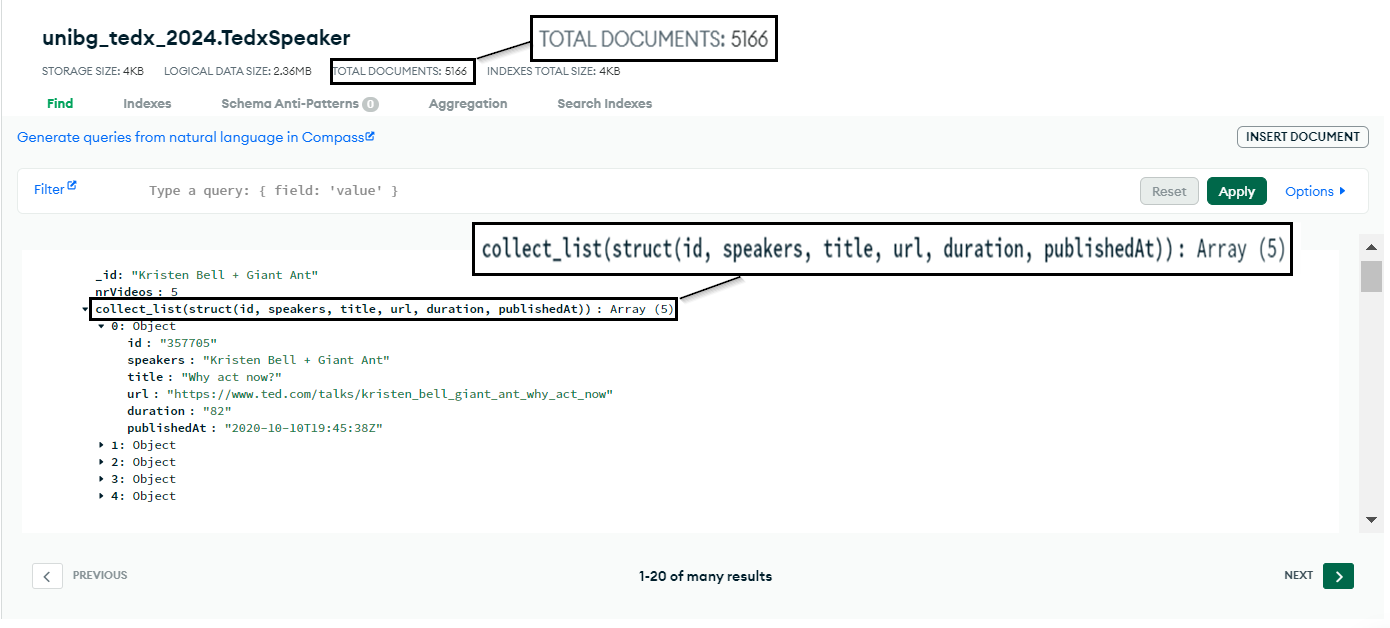 unibg_tedx_2024.TedxSpeaker
TOTAL DOCUMENTS: 5166
STORAGE SIZE: 4KB LOGICAL DATA SIZE: 2.36MB TOTAL DOCUMENTS: 5166 INDEXES TOTAL SIZE: 4KB
Find Indexes Schema Anti-Patterns 0 Aggregation Search Indexes
Generate queries from natural language in Compass
INSERT DOCUMENT
Filter Type a query: { field: 'value' } Reset Apply Options
collect_list(struct(id, speakers, title, url, duration, publishedAt)): Array (5)
_id: "Kristen Bell + Giant Ant"
nrVideos: 5
collect_list(struct(id, speakers, title, url, duration, publishedAt)): Array (5)
0: Object
id: "357705"
speakers: "Kristen Bell + Giant Ant"
title: "Why act now?"
url: "https://www.ted.com/talks/kristen_bell_giant_ant_why_act_now"
duration: "82"
publishedAt: "2020-10-10T19:45:38Z"
1: Object
2: Object
3: Object
4: Object
PREVIOUS 1-20 of many results NEXT